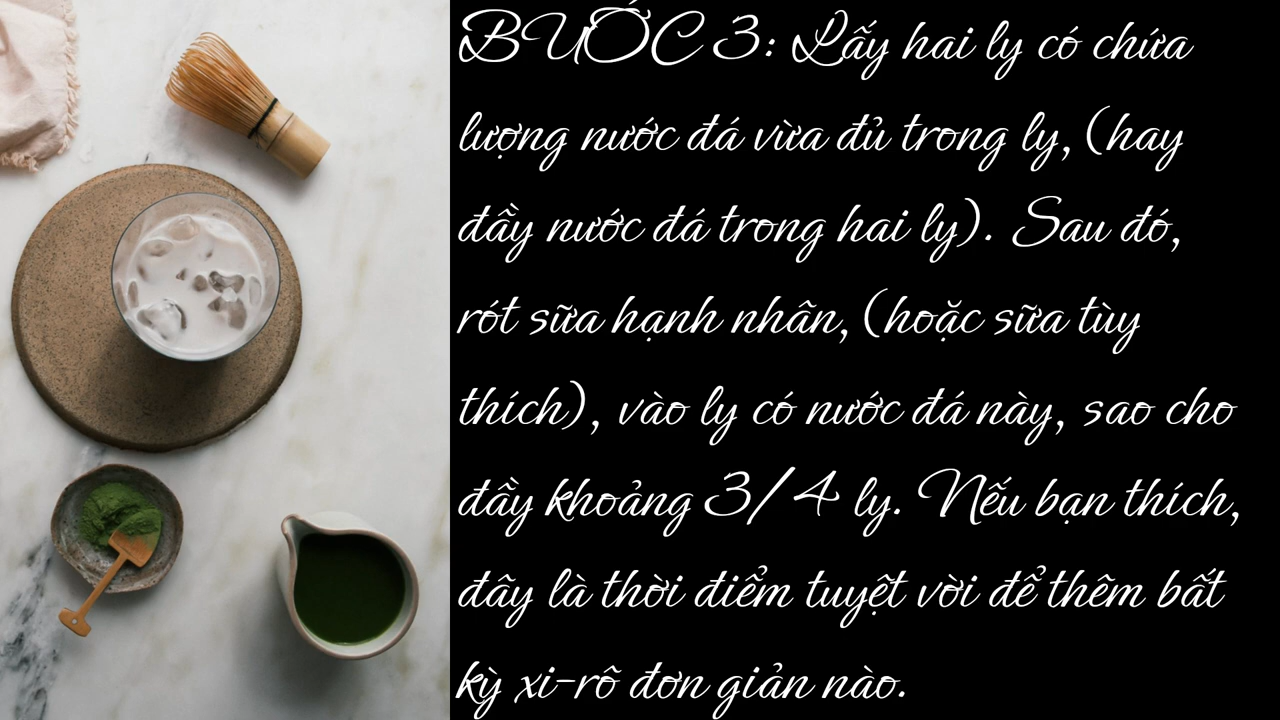 BƯỚC 3: Lấy hai ly có chứa
lượng nước đá vừa đủ trong ly, (hay
đầy nước đá trong hai ly). Sau đó,
rót sữa hạnh nhân, (hoặc sữa tùy
thích), vào ly có nước đá này, sao cho
đầy khoảng 3/4 ly. Nếu bạn thích,
đây là thời điểm tuyệt vời để thêm bất
kỳ xi-rô đơn giản nào.